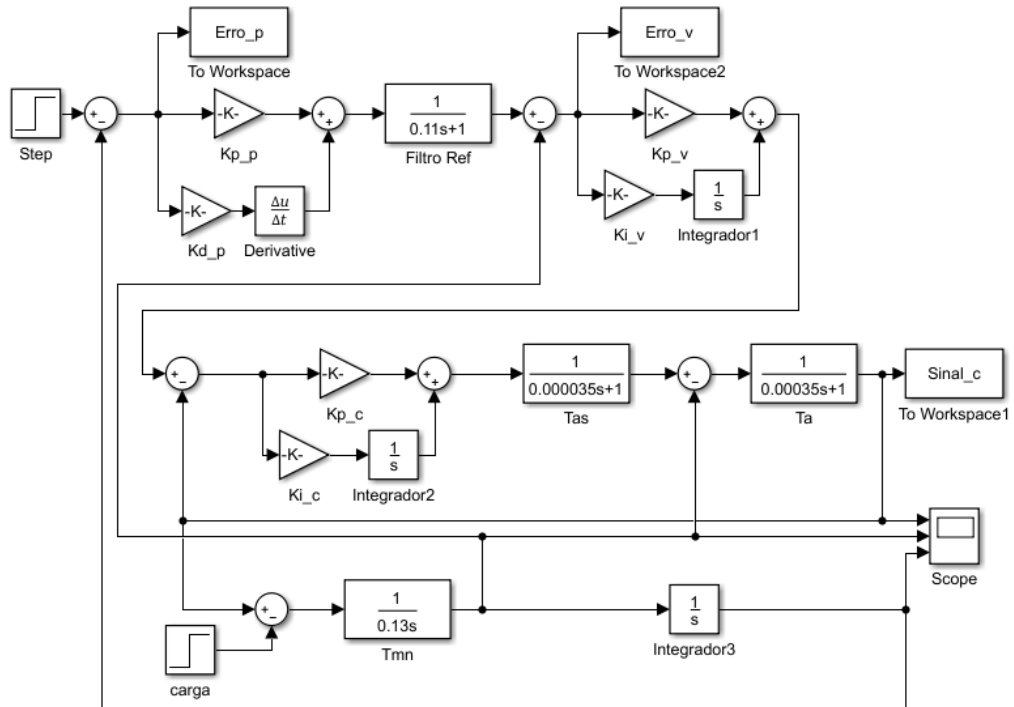 Erro_p
To Workspace
Erro_v
To Workspace2
Step
+
-
-K-
Kp_p
+
+
1
0.11s+1
Filtro Ref
+
-
-K-
Kp_v
+
+
-K-
Kd_p
Δu
Δt
Derivative
-K-
Ki_v
1
s
Integrador1
+
-
-K-
Kp_c
+
+
1
0.000035s+1
Tas
+
-
1
0.00035s+1
Ta
Sinal_c
To Workspace1
-K-
Ki_c
1
s
Integrador2
Scope
+
-
1
0.13s
Tmn
1
s
Integrador3
carga